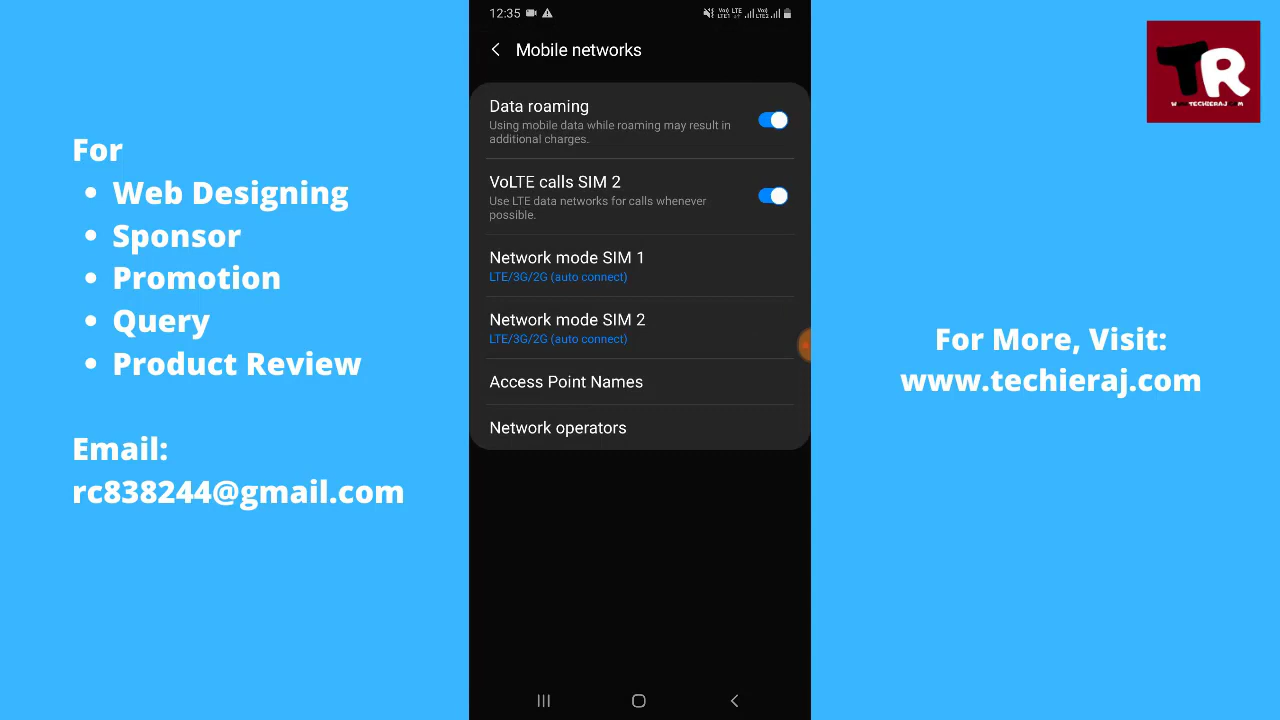 For
• Web Designing
• Sponsor
• Promotion
• Query
• Product Review
Email:
rc838244@gmail.com
12:35
Mobile networks
Data roaming
Using mobile data while roaming may result in
additional charges.
VoLTE calls SIM 2
Use LTE data networks for calls whenever
possible.
Network mode SIM 1
LTE/3G/2G (auto connect)
Network mode SIM 2
LTE/3G/2G (auto connect)
Access Point Names
Network operators
TR
For More, Visit:
www.techieraj.com